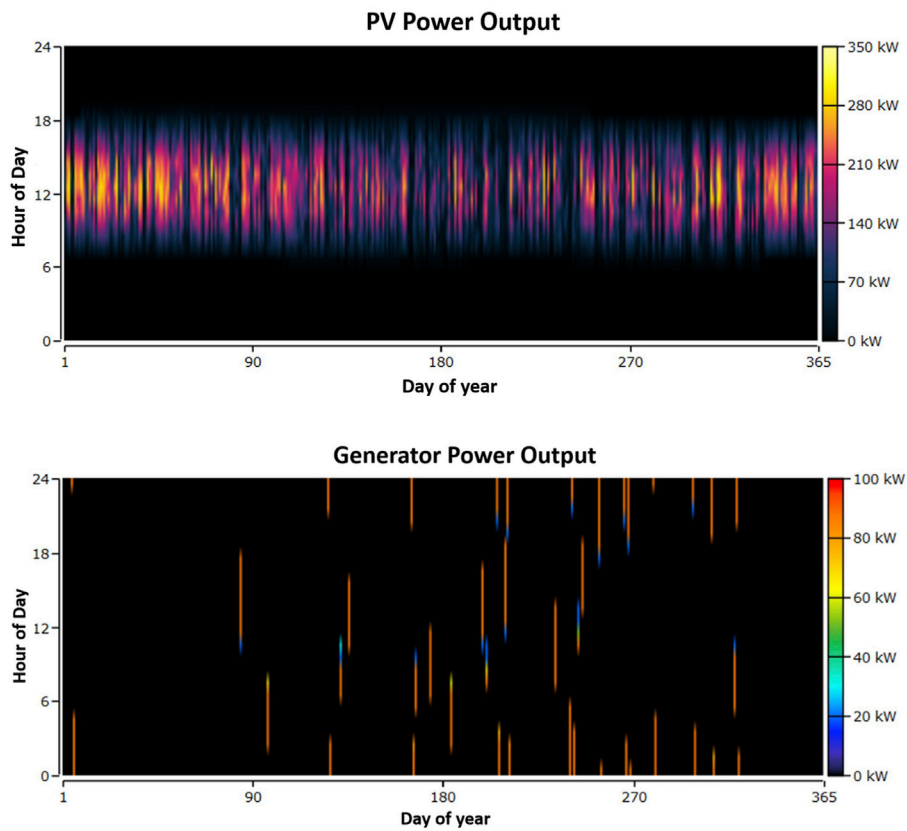 PV Power Output
24
18
12
6
0
Hour of Day
1 90 180 270 365
Day of year
350 kW
280 kW
210 kW
140 kW
70 kW
0 kW
Generator Power Output
24
18
12
6
0
Hour of Day
1 90 180 270 365
Day of year
100 kW
80 kW
60 kW
40 kW
20 kW
0 kW